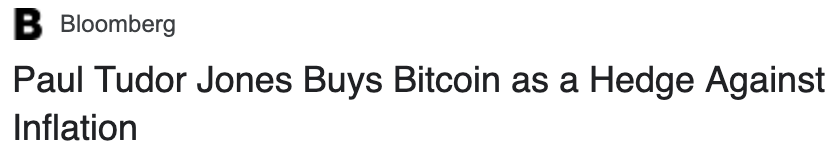 B Bloomberg
Paul Tudor Jones Buys Bitcoin as a Hedge Against
Inflation